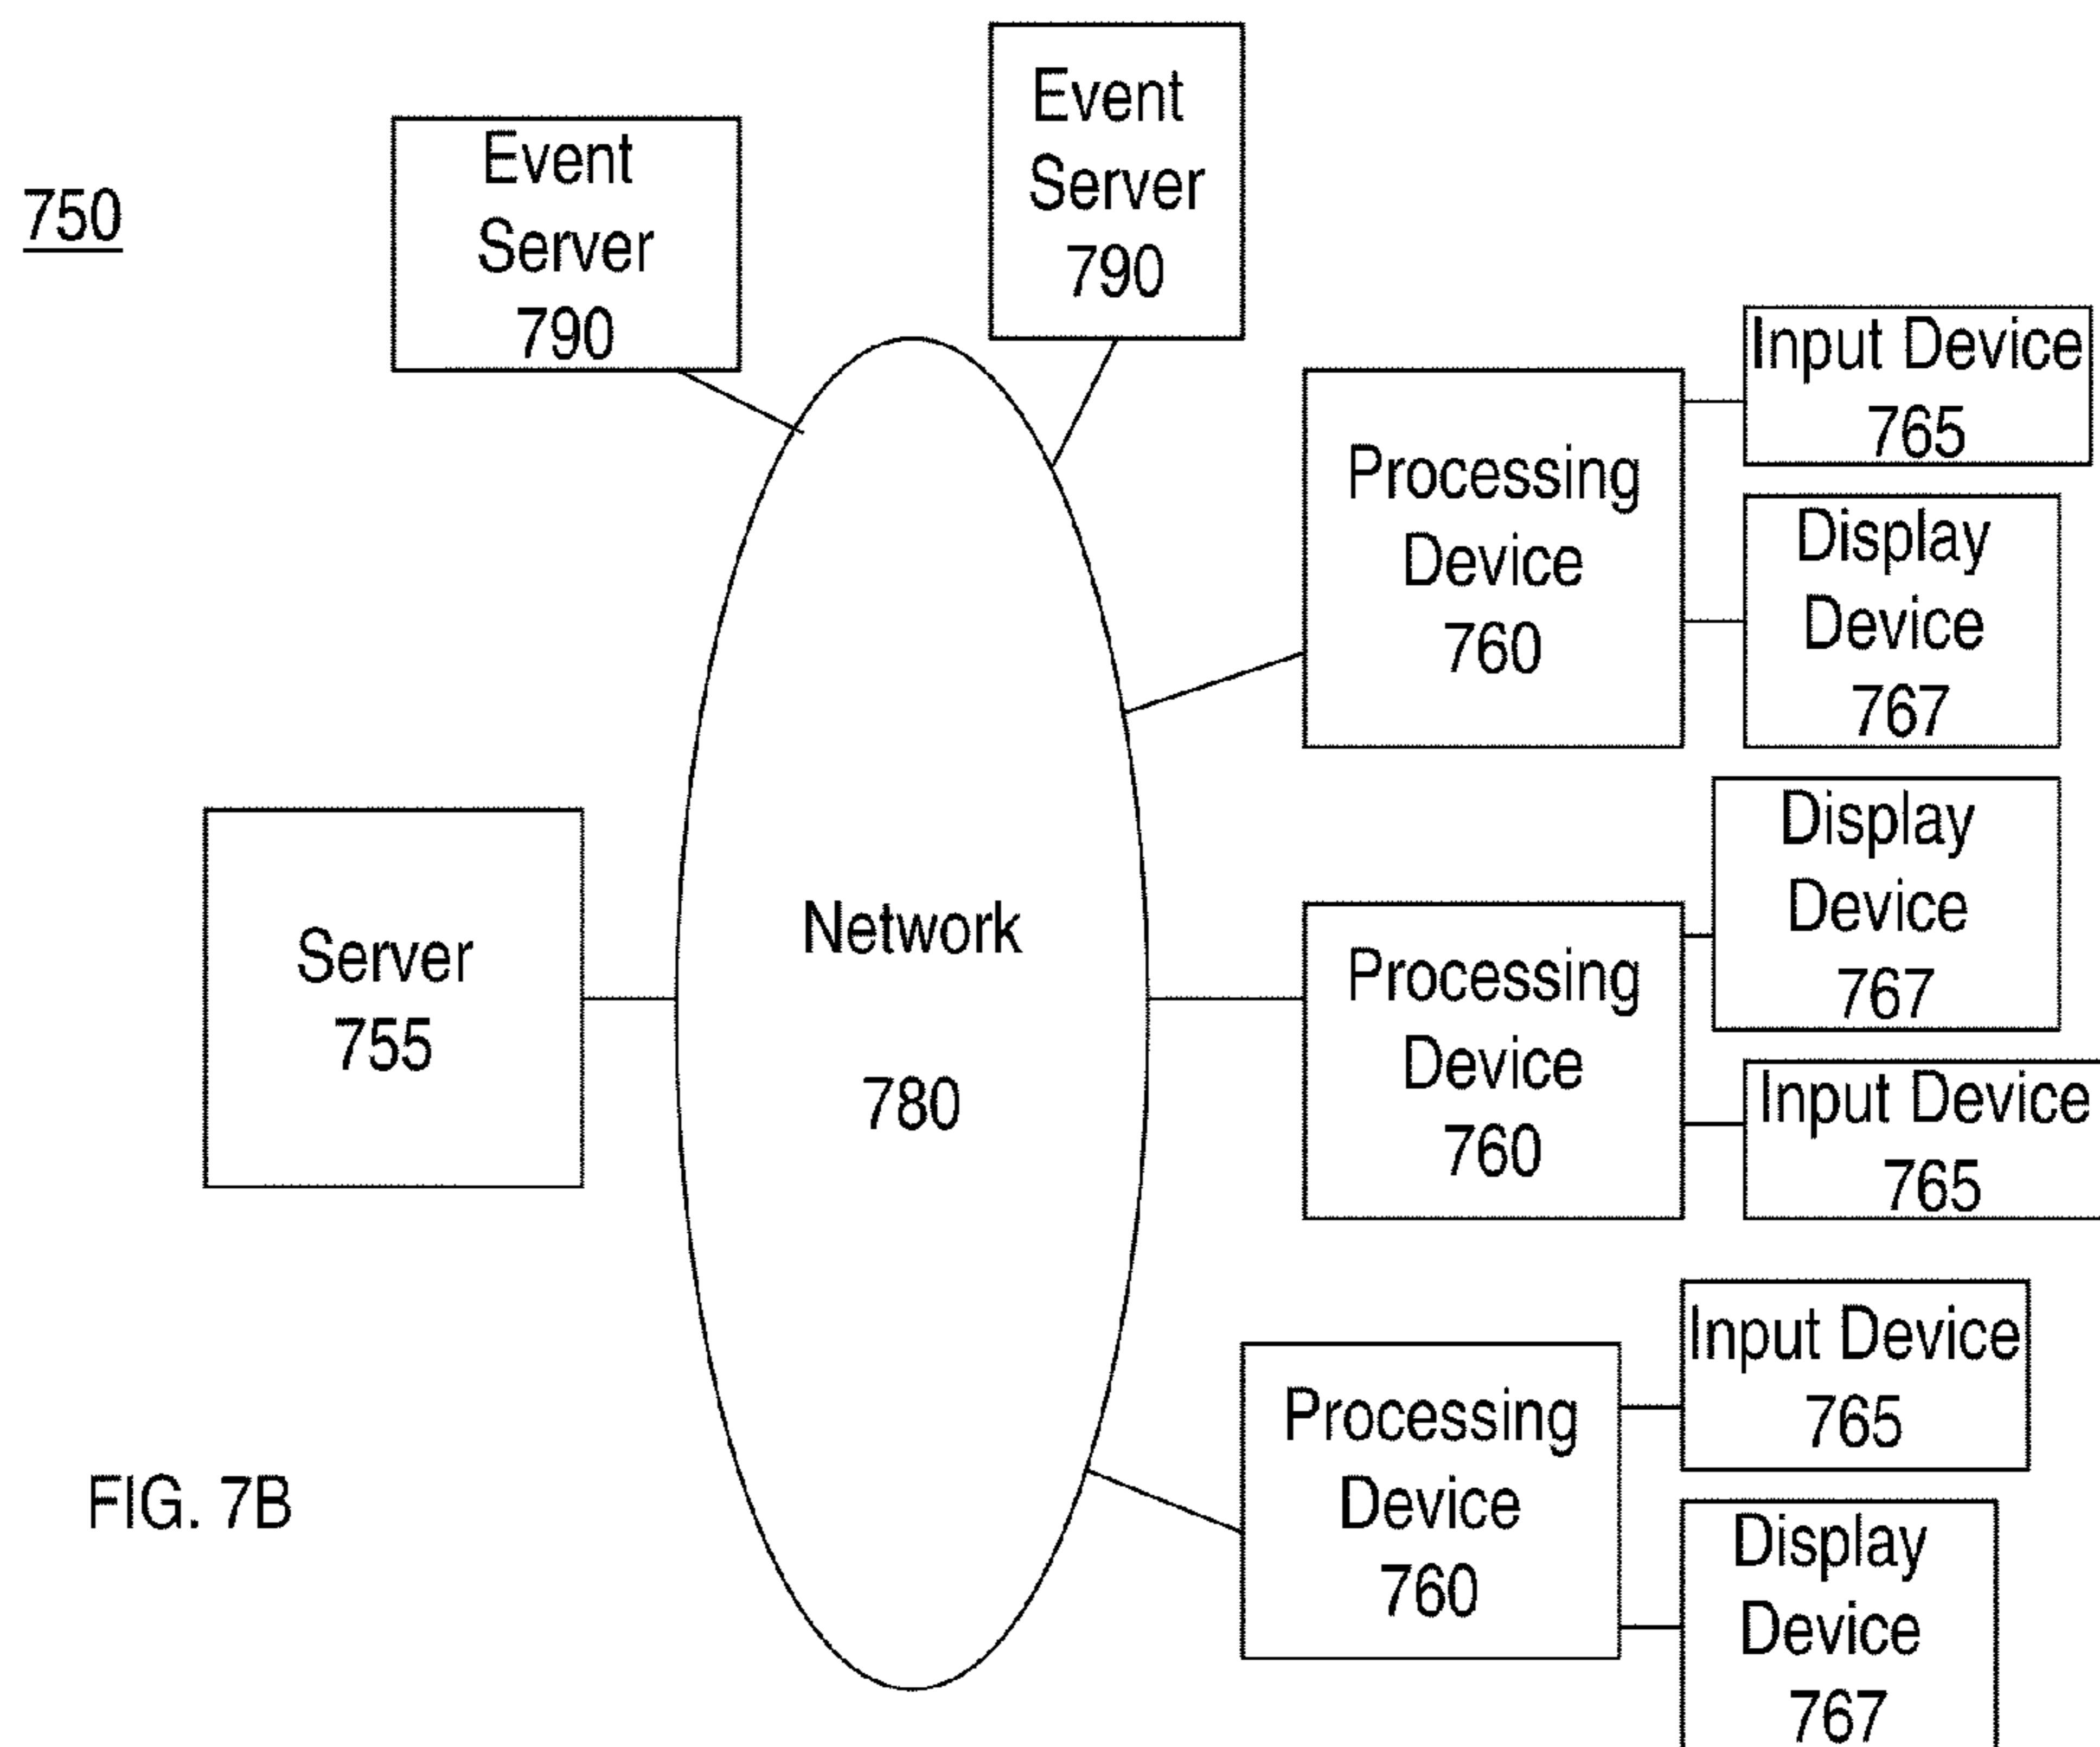 750
Event
Server
790
Event
Server
790
Input Device
765
Processing
Device
760
Display
Device
767
Server
755
Network
780
Processing
Device
760
Display
Device
767
Input Device
765
Processing
Device
760
Input Device
765
Display
Device
767
FIG. 7B